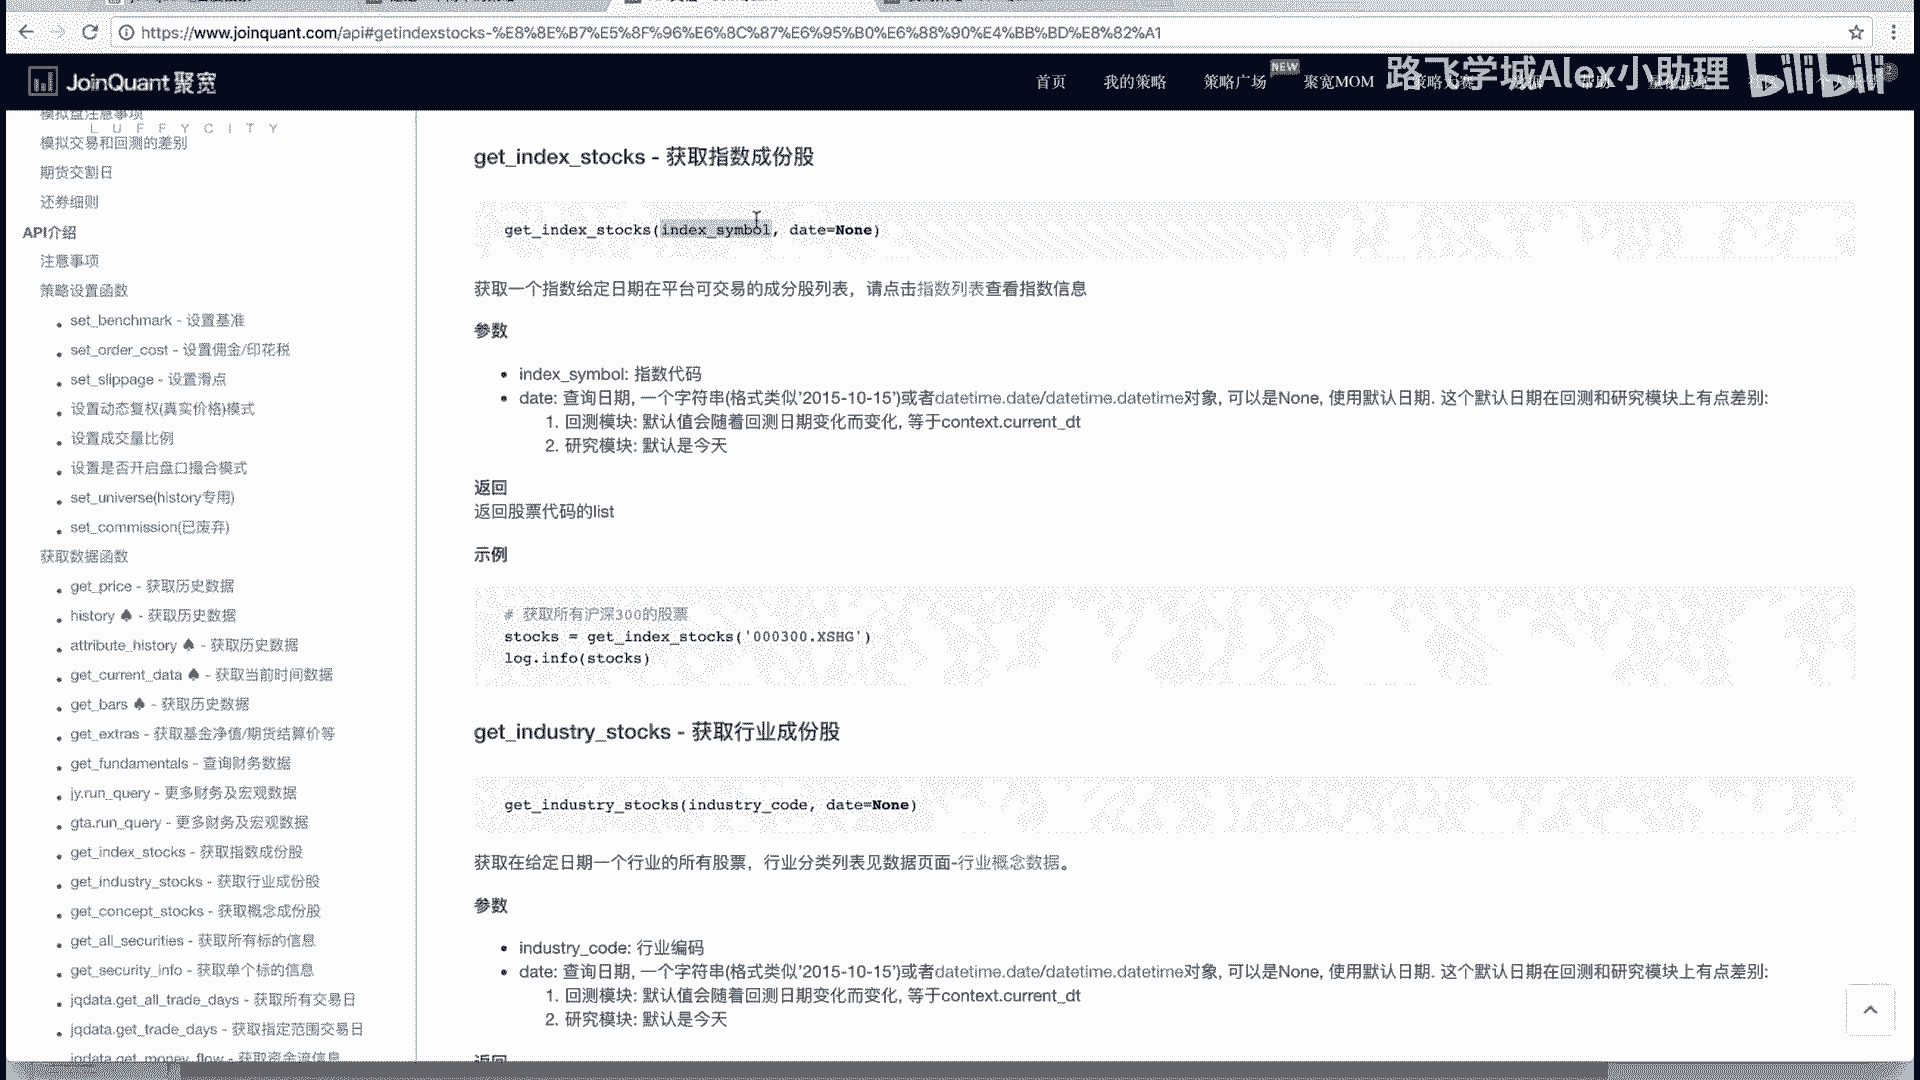 https://www.joinquant.com/api#getindexstocks-%E8%8E%B7%E5%8F%96%E6%8C%87%E6%95%B0%E6%88%90%E4%BB%BD%E8%82%A1
JoinQuant 聚宽
首页
我的策略
策略广场
NEW
聚宽MOM
路飞学城Alex小助理
bilibili
模拟盘注意事项
LUFFYCITY
模拟交易和回测的差别
期货交割日
还券细则
API介绍
注意事项
策略设置函数
set_benchmark - 设置基准
set_order_cost - 设置佣金/印花税
set_slippage - 设置滑点
设置动态复权(真实价格)模式
设置成交量比例
设置是否开启盘口撮合模式
set_universe(history专用)
set_commission(已废弃)
获取数据函数
get_price - 获取历史数据
history ♠ - 获取历史数据
attribute_history ♠ - 获取历史数据
get_current_data ♠ - 获取当前时间数据
get_bars ♠ - 获取历史数据
get_extras - 获取基金净值/期货结算价等
get_fundamentals - 查询财务数据
jy.run_query - 更多财务及宏观数据
gta.run_query - 更多财务及宏观数据
get_index_stocks - 获取指数成份股
get_industry_stocks - 获取行业成份股
get_concept_stocks - 获取概念成份股
get_all_securities - 获取所有标的信息
get_security_info - 获取单个标的信息
jqdata.get_all_trade_days - 获取所有交易日
jqdata.get_trade_days - 获取指定范围交易日
jqdata.get_money_flow - 获取资金流信息
get_index_stocks - 获取指数成份股
get_index_stocks(index_symbol, date=None)
获取一个指数给定日期在平台可交易的成分股列表，请点击指数列表查看指数信息
参数
index_symbol: 指数代码
date: 查询日期, 一个字符串(格式类似'2015-10-15')或者datetime.date/datetime.datetime对象, 可以是None, 使用默认日期. 这个默认日期在回测和研究模块上有点差别:
1. 回测模块: 默认值会随着回测日期变化而变化, 等于context.current_dt
2. 研究模块: 默认是今天
返回
返回股票代码的list
示例
# 获取所有沪深300的股票
stocks = get_index_stocks('000300.XSHG')
log.info(stocks)
get_industry_stocks - 获取行业成份股
get_industry_stocks(industry_code, date=None)
获取在给定日期一个行业的所有股票，行业分类列表见数据页面-行业概念数据。
参数
industry_code: 行业编码
date: 查询日期, 一个字符串(格式类似'2015-10-15')或者datetime.date/datetime.datetime对象, 可以是None, 使用默认日期. 这个默认日期在回测和研究模块上有点差别:
1. 回测模块: 默认值会随着回测日期变化而变化, 等于context.current_dt
2. 研究模块: 默认是今天
返回